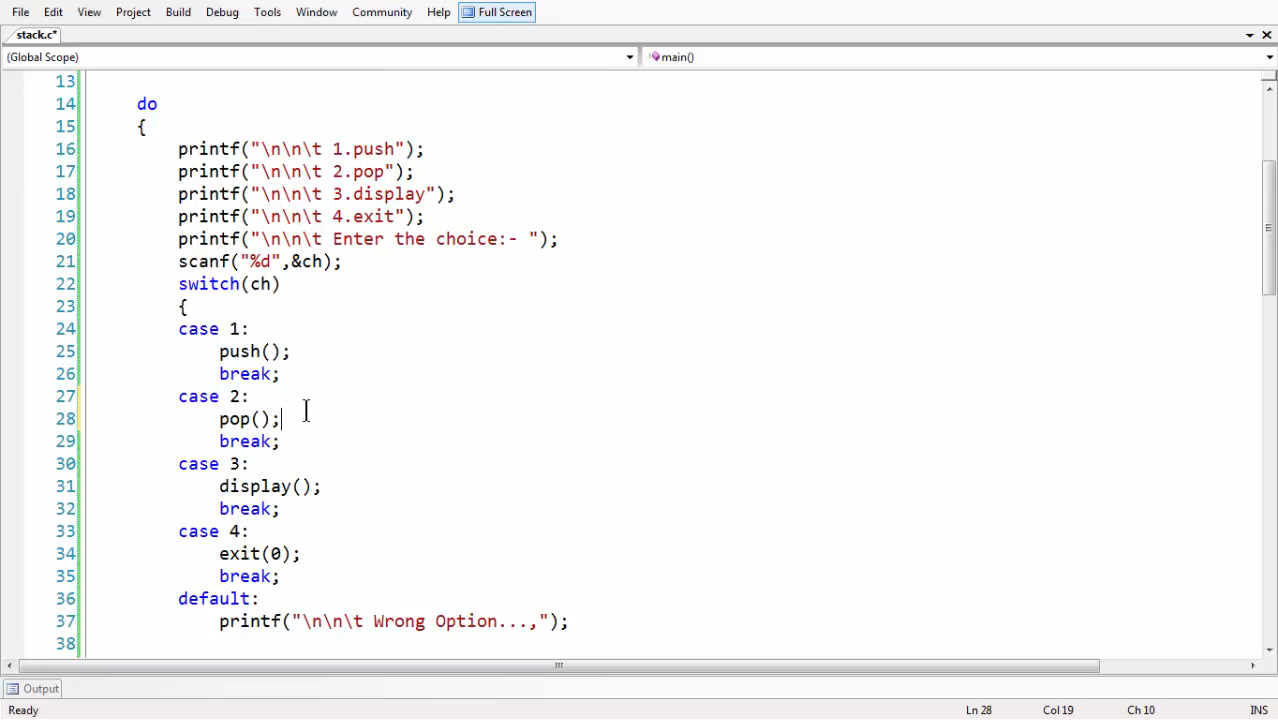 File Edit View Project Build Debug Tools Window Community Help Full Screen
stack.c*
(Global Scope) main()
13
14 do
15 {
16 printf("\n\n\t 1.push");
17 printf("\n\n\t 2.pop");
18 printf("\n\n\t 3.display");
19 printf("\n\n\t 4.exit");
20 printf("\n\n\t Enter the choice:- ");
21 scanf("%d",&ch);
22 switch(ch)
23 {
24 case 1:
25 push();
26 break;
27 case 2:
28 pop();
29 break;
30 case 3:
31 display();
32 break;
33 case 4:
34 exit(0);
35 break;
36 default:
37 printf("\n\n\t Wrong Option...,");
38
Output
Ready Ln 28 Col 19 Ch 10 INS